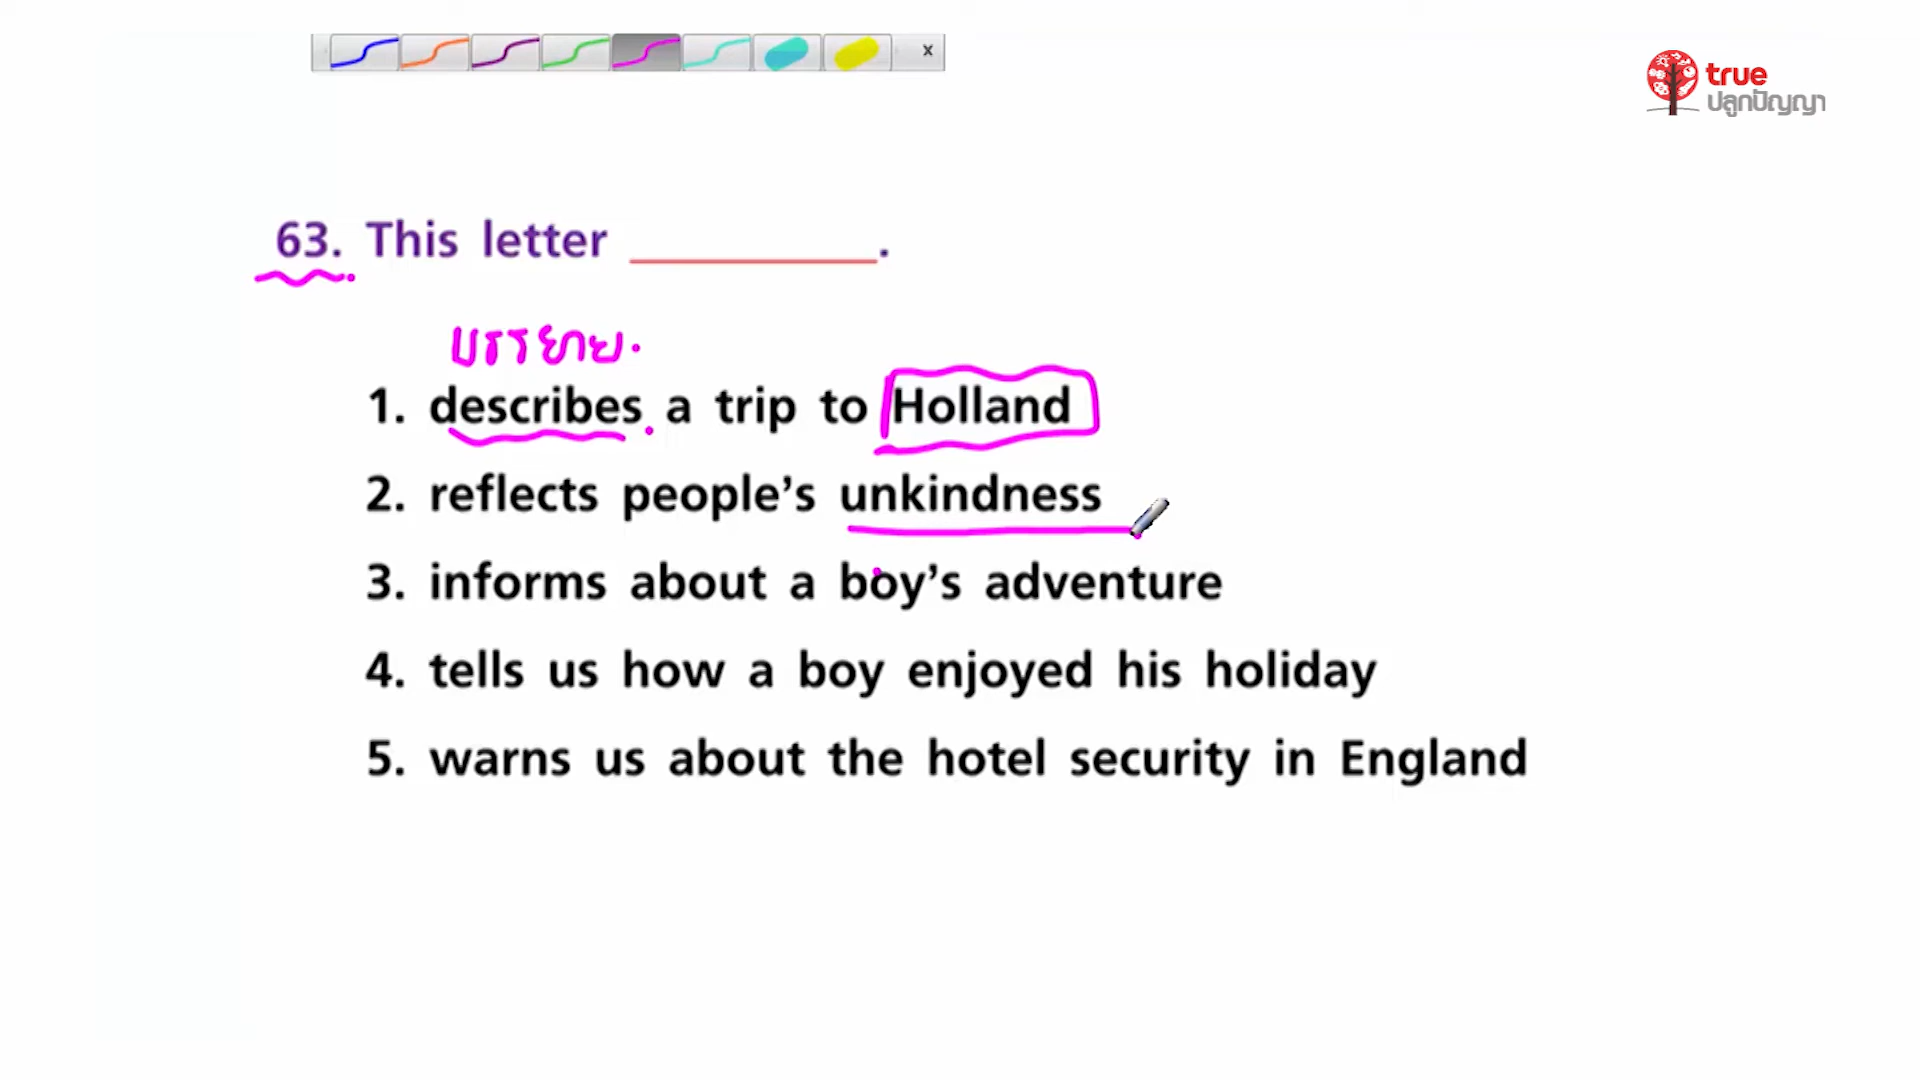 x
true
ปลูกปัญญา
63. This letter __________.
บรรยาย.
1. describes a trip to Holland
2. reflects people’s unkindness
3. informs about a boy’s adventure
4. tells us how a boy enjoyed his holiday
5. warns us about the hotel security in England